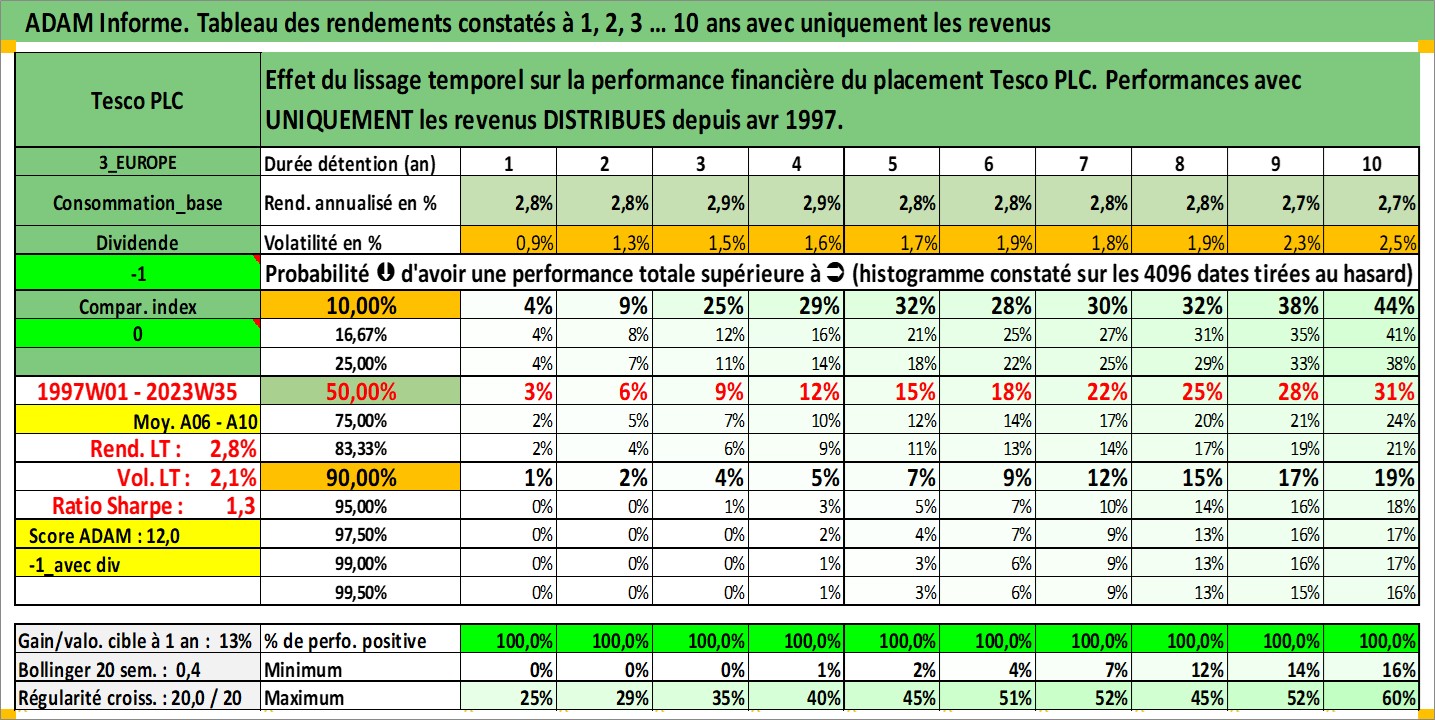 ADAM Informe. Tableau des rendements constatés à 1, 2, 3 ... 10 ans avec uniquement les revenus
Tesco PLC
Effet du lissage temporel sur la performance financière du placement Tesco PLC. Performances avec
UNIQUEMENT les revenus DISTRIBUES depuis avr 1997.
3_EUROPE Durée détention (an) 1 2 3 4 5 6 7 8 9 10
Consommation_base Rend. annualisé en % 2,8% 2,8% 2,9% 2,9% 2,8% 2,8% 2,8% 2,8% 2,7% 2,7%
Dividende Volatilité en % 0,9% 1,3% 1,5% 1,6% 1,7% 1,9% 1,8% 1,9% 2,3% 2,5%
-1 Probabilité d'avoir une performance totale supérieure à (histogramme constaté sur les 4096 dates tirées au hasard)
Compar. index 10,00% 4% 9% 25% 29% 32% 28% 30% 32% 38% 44%
0 16,67% 4% 8% 12% 16% 21% 25% 27% 31% 35% 41%
25,00% 4% 7% 11% 14% 18% 22% 25% 29% 33% 38%
1997W01 - 2023W35 50,00% 3% 6% 9% 12% 15% 18% 22% 25% 28% 31%
Moy. A06 - A10 75,00% 2% 5% 7% 10% 12% 14% 17% 20% 21% 24%
Rend. LT : 2,8% 83,33% 2% 4% 6% 9% 11% 13% 14% 17% 19% 21%
Vol. LT : 2,1% 90,00% 1% 2% 4% 5% 7% 9% 12% 15% 17% 19%
Ratio Sharpe : 1,3 95,00% 0% 0% 1% 3% 5% 7% 10% 14% 16% 18%
Score ADAM : 12,0 97,50% 0% 0% 0% 2% 4% 7% 9% 13% 16% 17%
-1_avec div 99,00% 0% 0% 0% 1% 3% 6% 9% 13% 16% 17%
99,50% 0% 0% 0% 1% 3% 6% 9% 13% 15% 16%
Gain/valo. cible à 1 an : 13% % de perfo. positive 100,0% 100,0% 100,0% 100,0% 100,0% 100,0% 100,0% 100,0% 100,0% 100,0%
Bollinger 20 sem. : 0,4 Minimum 0% 0% 0% 1% 2% 4% 7% 12% 14% 16%
Régularité croiss. : 20,0 / 20 Maximum 25% 29% 35% 40% 45% 51% 52% 45% 52% 60%